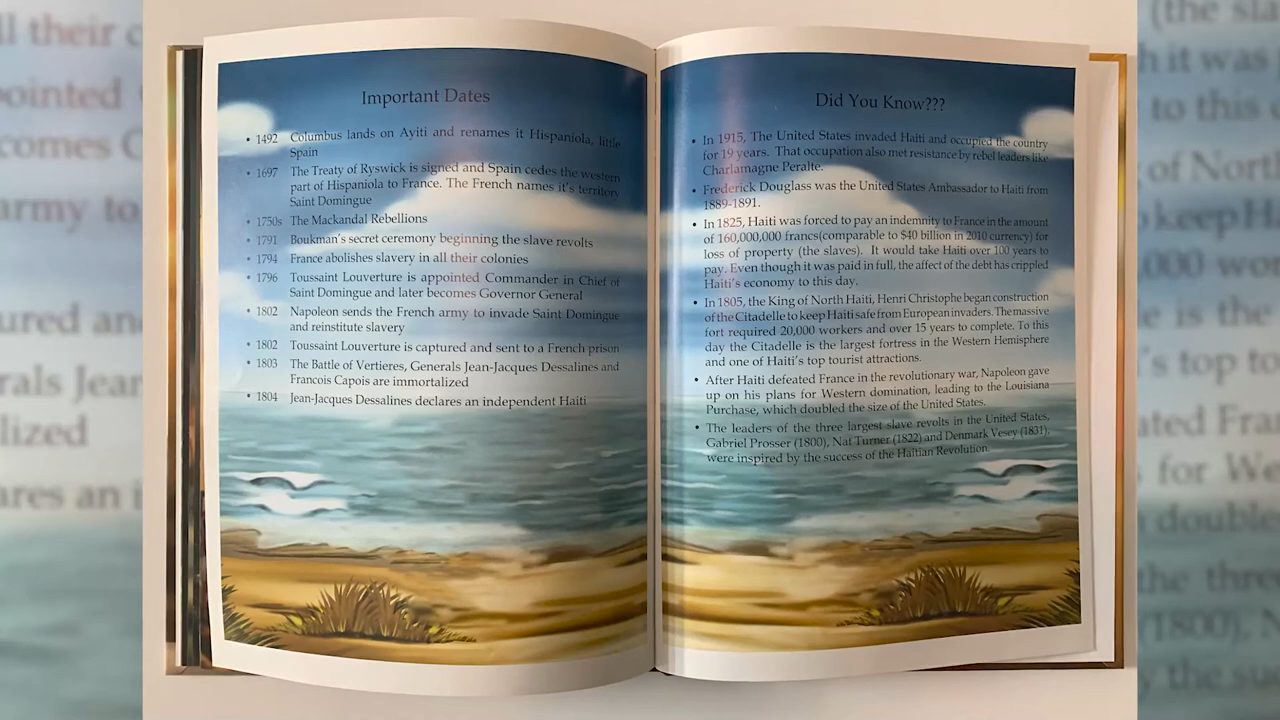 Important Dates
• 1492 Columbus lands on Ayiti and renames it Hispaniola, little
Spain
• 1697 The Treaty of Ryswick is signed and Spain cedes the western
part of Hispaniola to France. The French names it's territory
Saint Domingue
• 1750s The Mackandal Rebellions
• 1791 Boukman's secret ceremony beginning the slave revolts
• 1794 France abolishes slavery in all their colonies
• 1796 Toussaint Louverture is appointed Commander in Chief of
Saint Domingue and later becomes Governor General
• 1802 Napoleon sends the French army to invade Saint Domingue
and reinstitute slavery
• 1802 Toussaint Louverture is captured and sent to a French prison
• 1803 The Battle of Vertieres, Generals Jean-Jacques Dessalines and
Francois Capois are immortalized
• 1804 Jean-Jacques Dessalines declares an independent Haiti
Did You Know???
• In 1915, The United States invaded Haiti and occupied the country
for 19 years. That occupation also met resistance by rebel leaders like
Charlamagne Peralte.
• Frederick Douglass was the United States Ambassador to Haiti from
1889-1891.
• In 1825, Haiti was forced to pay an indemnity to France in the amount
of 160,000,000 francs(comparable to $40 billion in 2010 currency) for
loss of property (the slaves). It would take Haiti over 100 years to
pay. Even though it was paid in full, the affect of the debt has crippled
Haiti's economy to this day.
• In 1805, the King of North Haiti, Henri Christophe began construction
of the Citadelle to keep Haiti safe from European invaders. The massive
fort required 20,000 workers and over 15 years to complete. To this
day the Citadelle is the largest fortress in the Western Hemisphere
and one of Haiti's top tourist attractions.
• After Haiti defeated France in the revolutionary war, Napoleon gave
up on his plans for Western domination, leading to the Louisiana
Purchase, which doubled the size of the United States.
• The leaders of the three largest slave revolts in the United States,
Gabriel Prosser (1800), Nat Turner (1822) and Denmark Vesey (1831),
were inspired by the success of the Haitian Revolution.